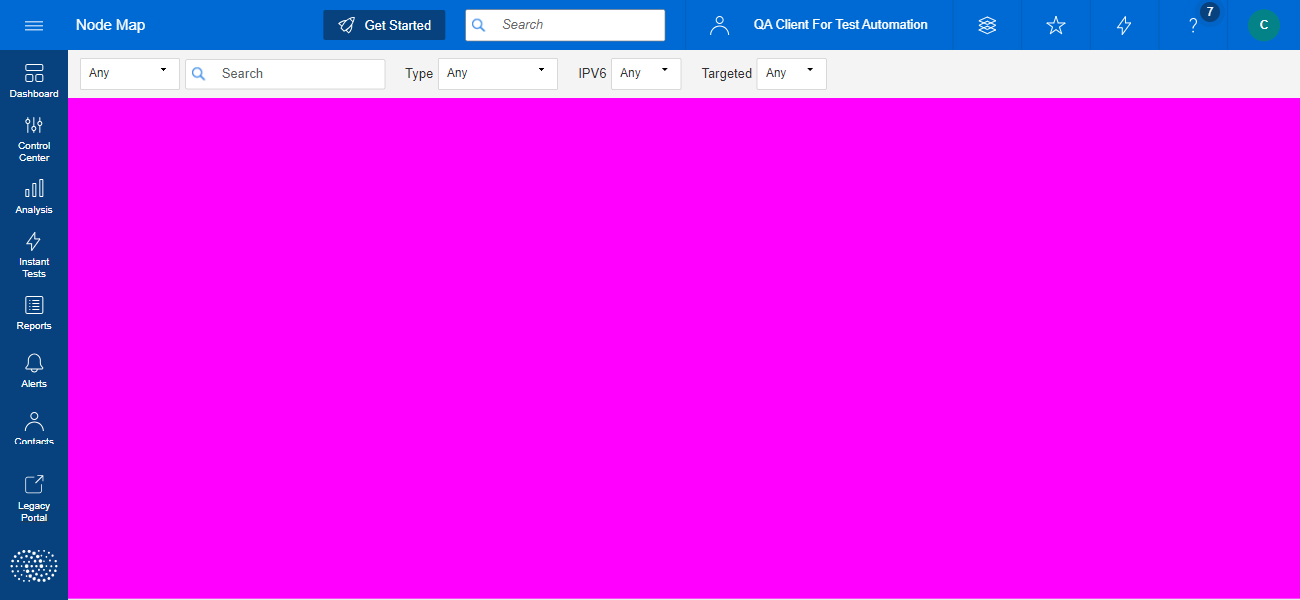 Node Map
Get Started
Search
QA Client For Test Automation
?
7
C
Any
Search
Type
Any
IPV6
Any
Targeted
Any
Dashboard
Control
Center
Analysis
Instant
Tests
Reports
Alerts
Contacts
Legacy
Portal